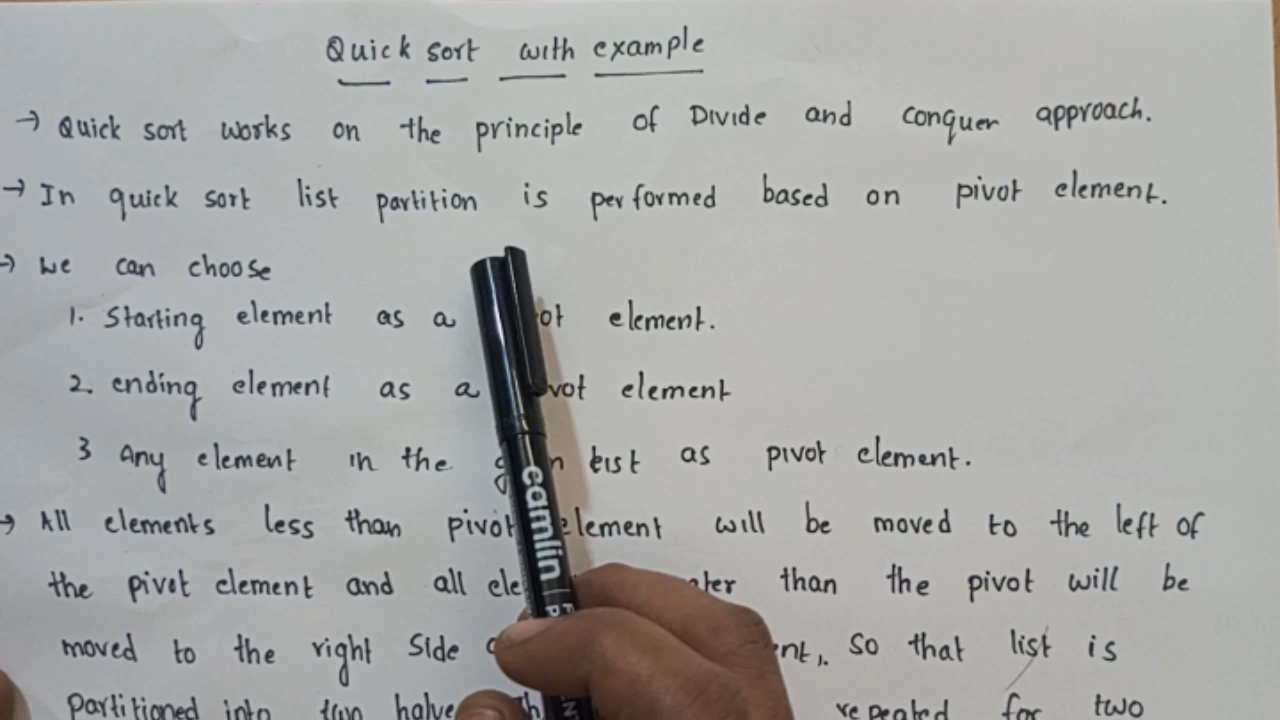 Quick sort with example
→ Quick sort works on the principle of Divide and conquer approach.
→ In quick sort list partition is performed based on pivot element.
→ We can choose
1. Starting element as a element.
2. ending element as a element
3 Any element in the list as pivot element.
→ All elements less than pivot element will be moved to the left of
the pivot element and all than the pivot will be
moved to the right Side so that list is
partitioned into two repeated for two
camlin